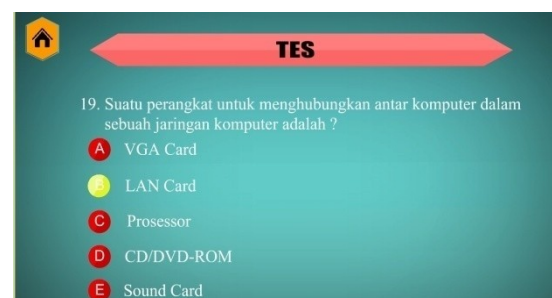 TES
19. Suatu perangkat untuk menghubungkan antar komputer dalam
sebuah jaringan komputer adalah ?
A VGA Card
B LAN Card
C Prosessor
D CD/DVD-ROM
E Sound Card